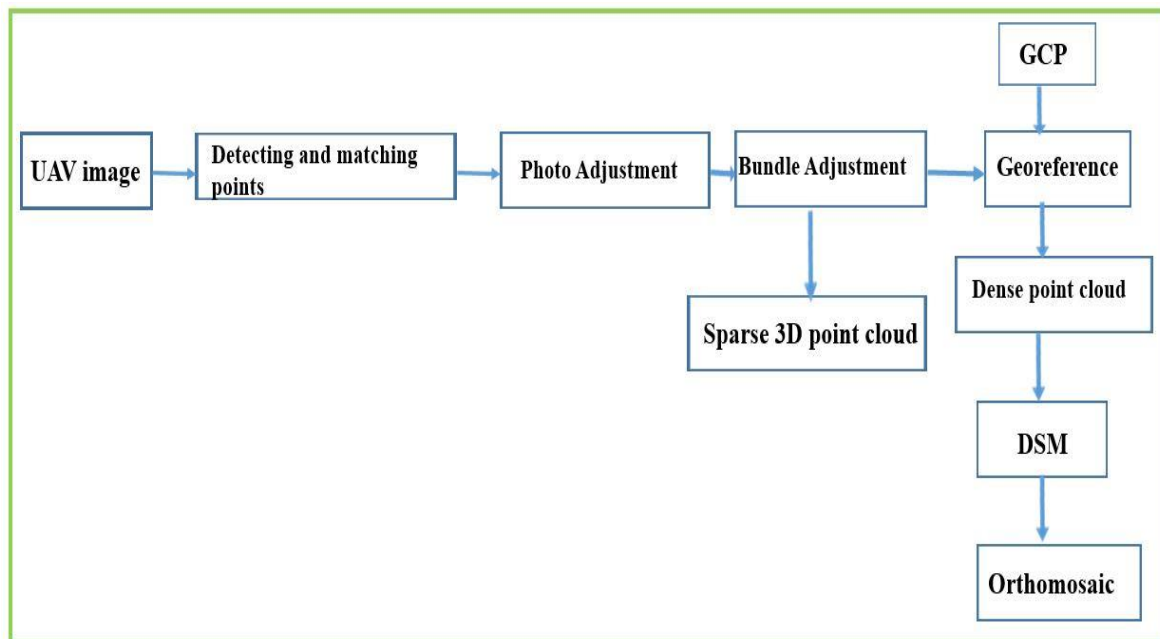 GCP
UAV image
Detecting and matching
points
Photo Adjustment
Bundle Adjustment
Georeference
Dense point cloud
Sparse 3D point cloud
DSM
Orthomosaic